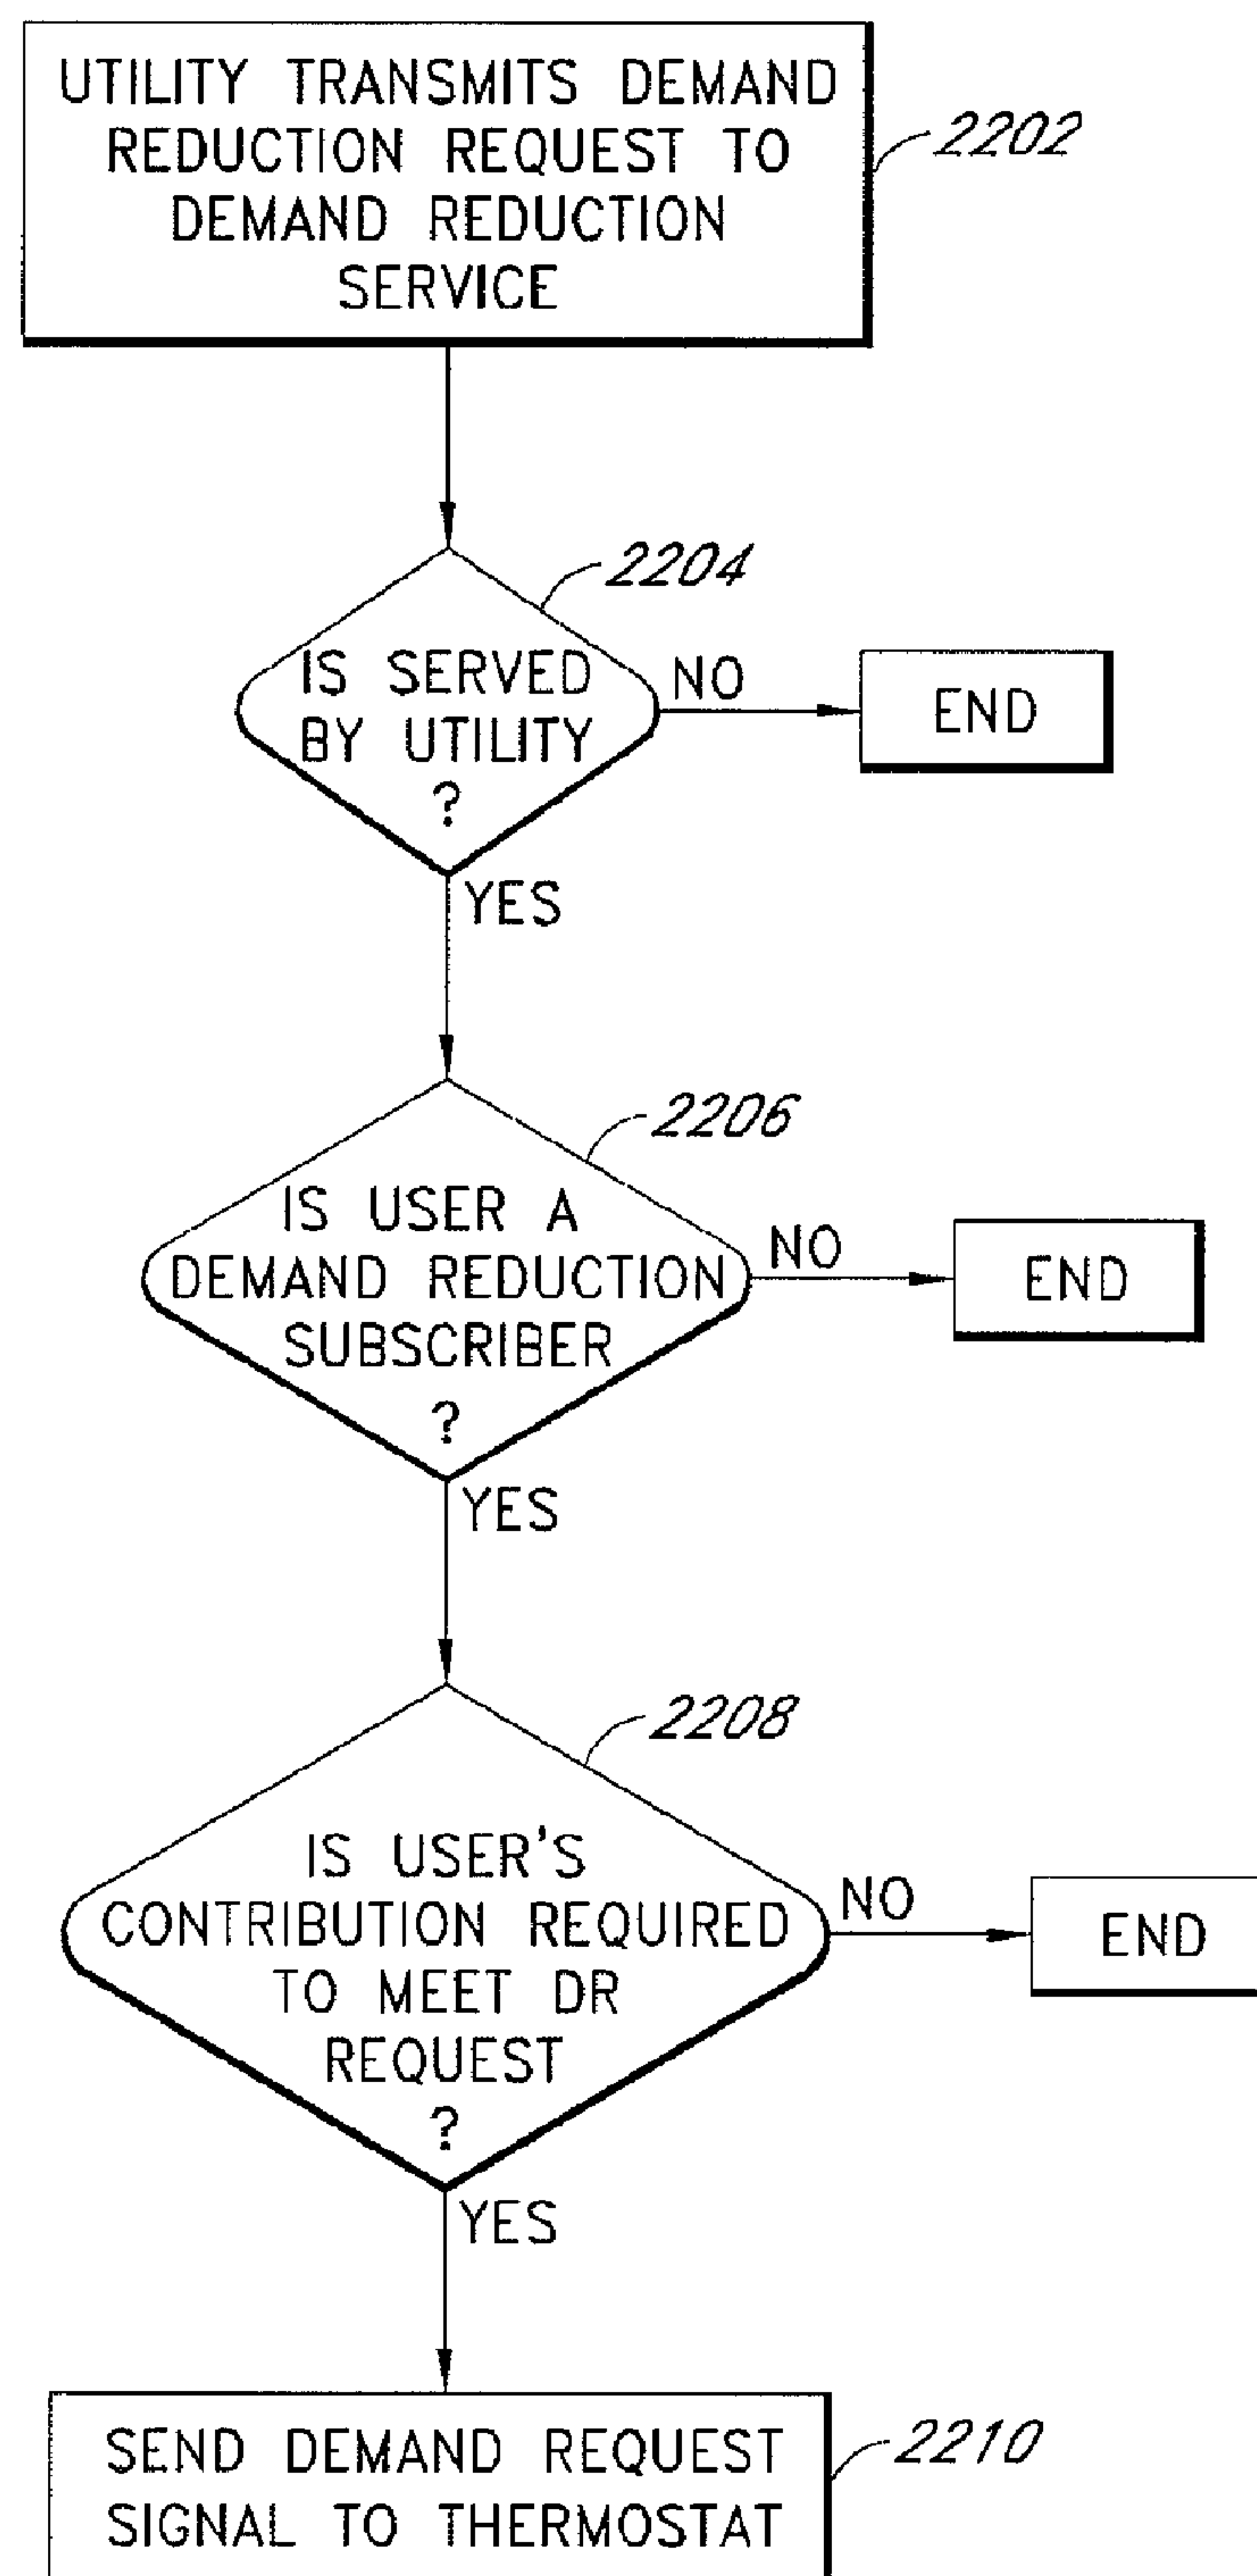 UTILITY TRANSMITS DEMAND
REDUCTION REQUEST TO
DEMAND REDUCTION
SERVICE
2202
2204
IS SERVED
BY UTILITY
?
NO
END
YES
2206
IS USER A
DEMAND REDUCTION
SUBSCRIBER
?
NO
END
YES
2208
IS USER'S
CONTRIBUTION REQUIRED
TO MEET DR
REQUEST
?
NO
END
YES
SEND DEMAND REQUEST
SIGNAL TO THERMOSTAT
2210